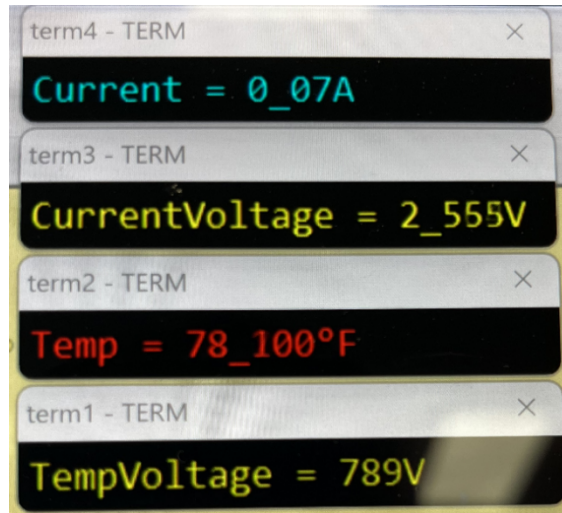 term4 - TERM
Current = 0_07A
term3 - TERM
CurrentVoltage = 2_555V
term2 - TERM
Temp = 78_100°F
term1 - TERM
TempVoltage = 789V